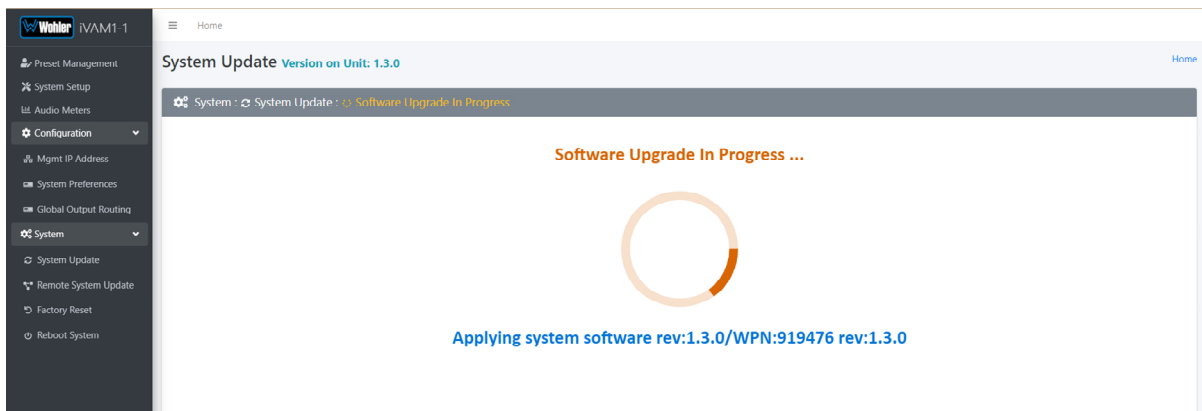 Wohler iVAM1-1
Home
Preset Management
System Setup
Audio Meters
Configuration
Mgmt IP Address
System Preferences
Global Output Routing
System
System Update
Remote System Update
Factory Reset
Reboot System
System Update Version on Unit: 1.3.0
Home
System : System Update : Software Upgrade In Progress
Software Upgrade In Progress ...
Applying system software rev:1.3.0/WPN:919476 rev:1.3.0